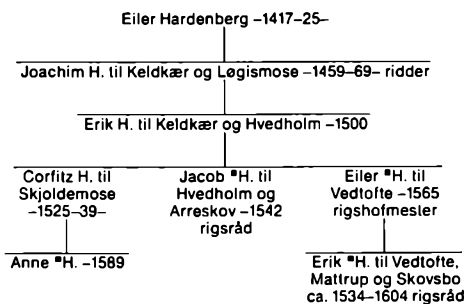 Eiler Hardenberg –1417–25–
Joachim H. til Keldkær og Løgismose –1459–69– ridder
Erik H. til Keldkær og Hvedholm –1500
Corfitz H. til
Skjoldemose
–1525–39–
Jacob ■H. til
Hvedholm og
Arreskov –1542
rigsråd
Eiler ■H. til
Vedtofte –1565
rigshofmester
Anne ■H. –1589
Erik ■H. til Vedtofte,
Mattrup og Skovsbo
ca. 1534–1604 rigsråd